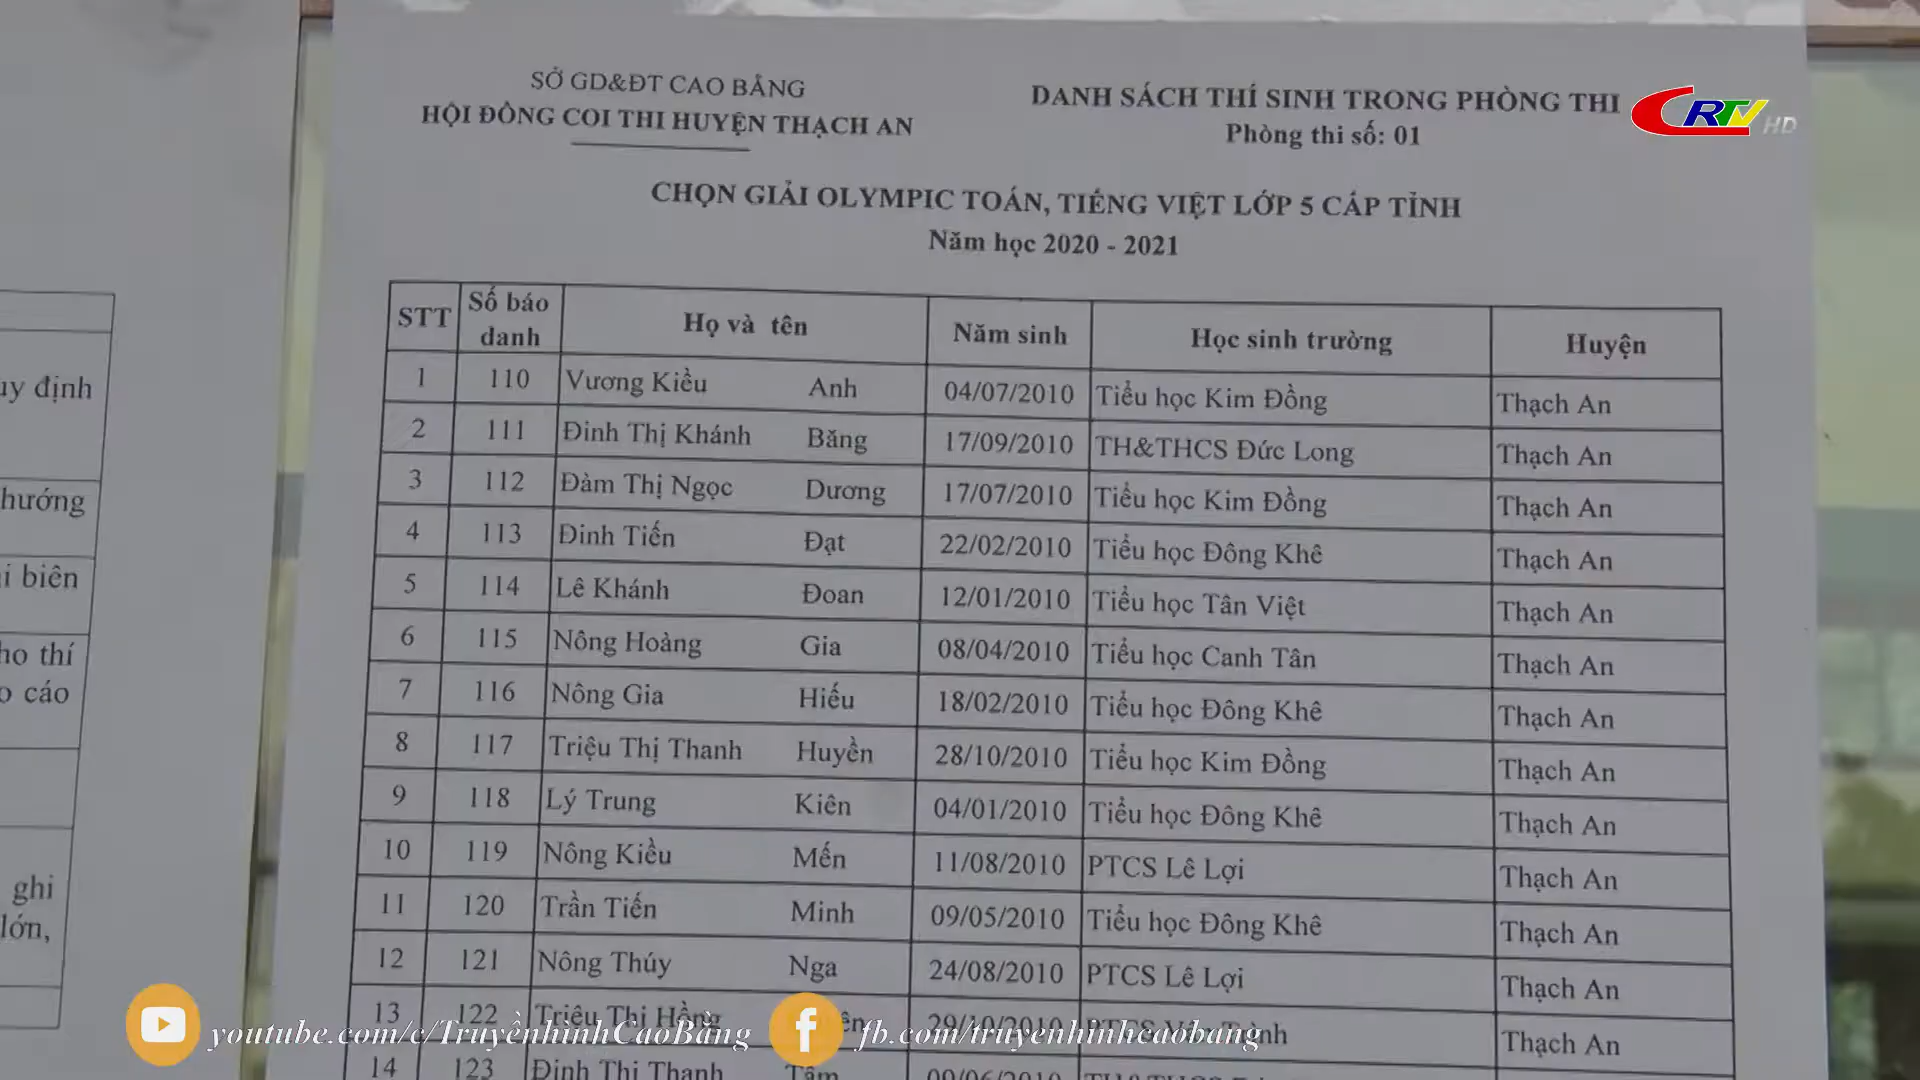 SỞ GD&ĐT CAO BẰNG
HỘI ĐỒNG COI THI HUYỆN THẠCH AN
DANH SÁCH THÍ SINH TRONG PHÒNG THI
Phòng thi số: 01
CRTV HD
CHỌN GIẢI OLYMPIC TOÁN, TIẾNG VIỆT LỚP 5 CẤP TỈNH
Năm học 2020 - 2021
STT Số báo danh Họ và tên Năm sinh Học sinh trường Huyện
1 110 Vương Kiều Anh 04/07/2010 Tiểu học Kim Đồng Thạch An
2 111 Đinh Thị Khánh Băng 17/09/2010 TH&THCS Đức Long Thạch An
3 112 Đàm Thị Ngọc Dương 17/07/2010 Tiểu học Kim Đồng Thạch An
4 113 Đinh Tiến Đạt 22/02/2010 Tiểu học Đông Khê Thạch An
5 114 Lê Khánh Đoan 12/01/2010 Tiểu học Tân Việt Thạch An
6 115 Nông Hoàng Gia 08/04/2010 Tiểu học Canh Tân Thạch An
7 116 Nông Gia Hiếu 18/02/2010 Tiểu học Đông Khê Thạch An
8 117 Triệu Thị Thanh Huyền 28/10/2010 Tiểu học Kim Đồng Thạch An
9 118 Lý Trung Kiên 04/01/2010 Tiểu học Đông Khê Thạch An
10 119 Nông Kiều Mến 11/08/2010 PTCS Lê Lợi Thạch An
11 120 Trần Tiến Minh 09/05/2010 Tiểu học Đông Khê Thạch An
12 121 Nông Thúy Nga 24/08/2010 PTCS Lê Lợi Thạch An
13 122 Triệu Thị Hồng 29/10/2010 PTCS Thạch An
14 123 Đinh Thị Thanh Tâm
uy định
hướng
biên
ho thí
cáo
ghi
lớn,
youtube.com/c/TruyềnhìnhCaoBằng
fb.com/truyenhinhcaobang